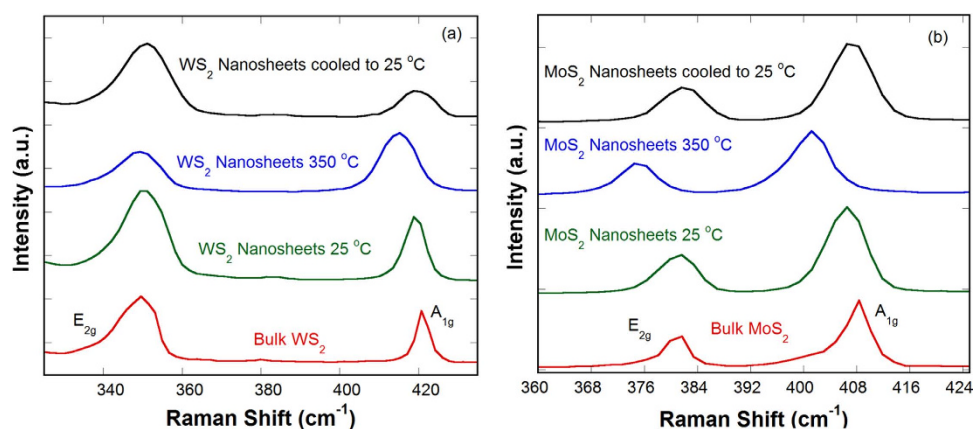 (a)
WS2 Nanosheets cooled to 25 °C
WS2 Nanosheets 350 °C
WS2 Nanosheets 25 °C
E2g
Bulk WS2
A1g
Intensity (a.u.)
340 360 380 400 420
Raman Shift (cm-1)
(b)
MoS2 Nanosheets cooled to 25 °C
MoS2 Nanosheets 350 °C
MoS2 Nanosheets 25 °C
E2g
Bulk MoS2
A1g
Intensity (a.u.)
360 368 376 384 392 400 408 416 424
Raman Shift (cm-1)